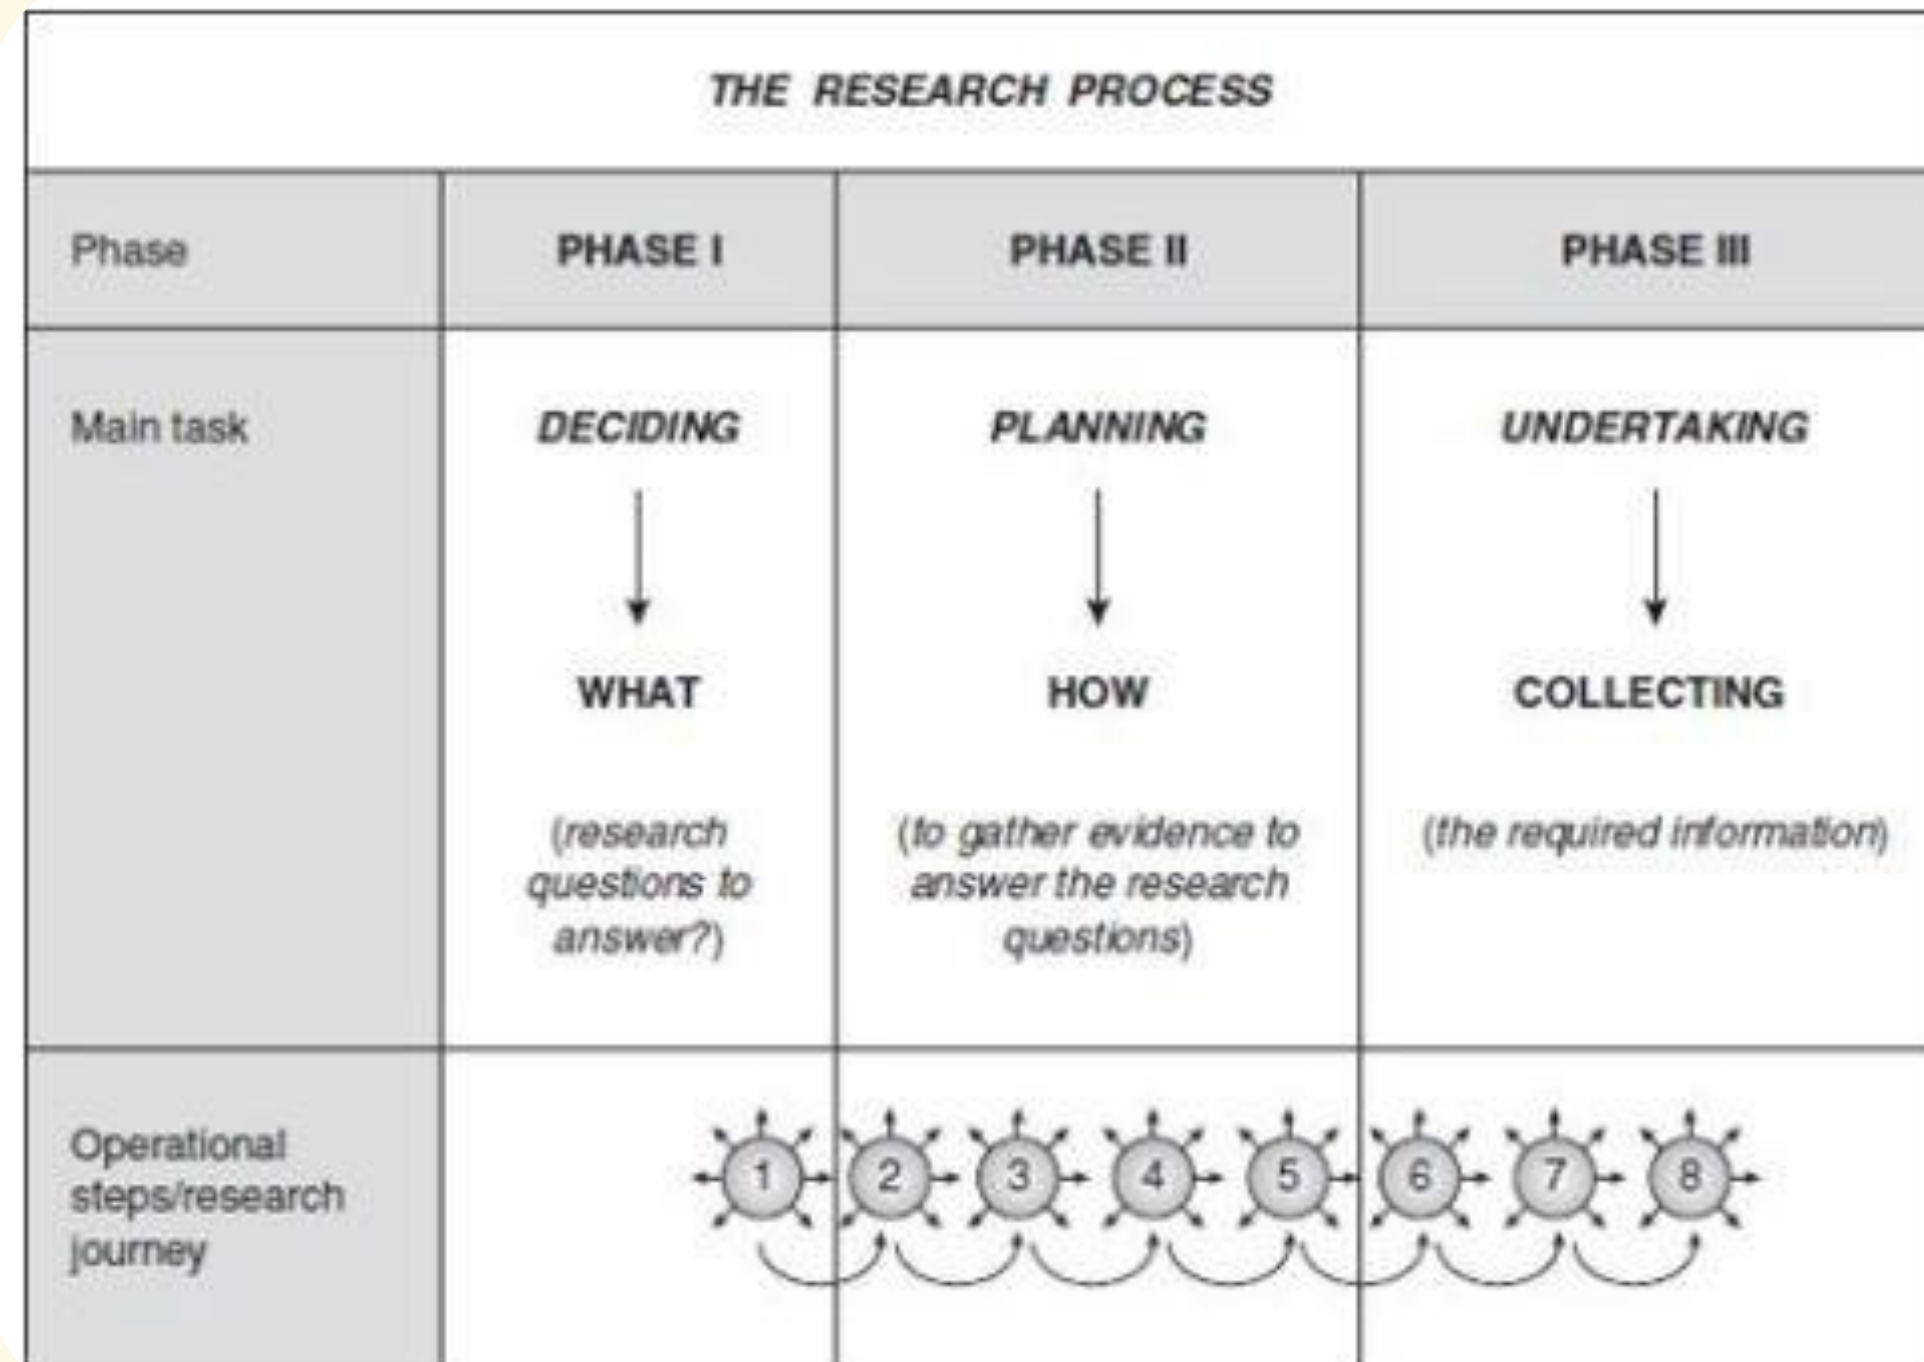 THE RESEARCH PROCESS
Phase
PHASE I
PHASE II
PHASE III
Main task
DECIDING
PLANNING
UNDERTAKING
WHAT
HOW
COLLECTING
(research
questions to
answer?)
(to gather evidence to
answer the research
questions)
(the required information)
Operational
steps/research
journey
1 2 3 4 5 6 7 8